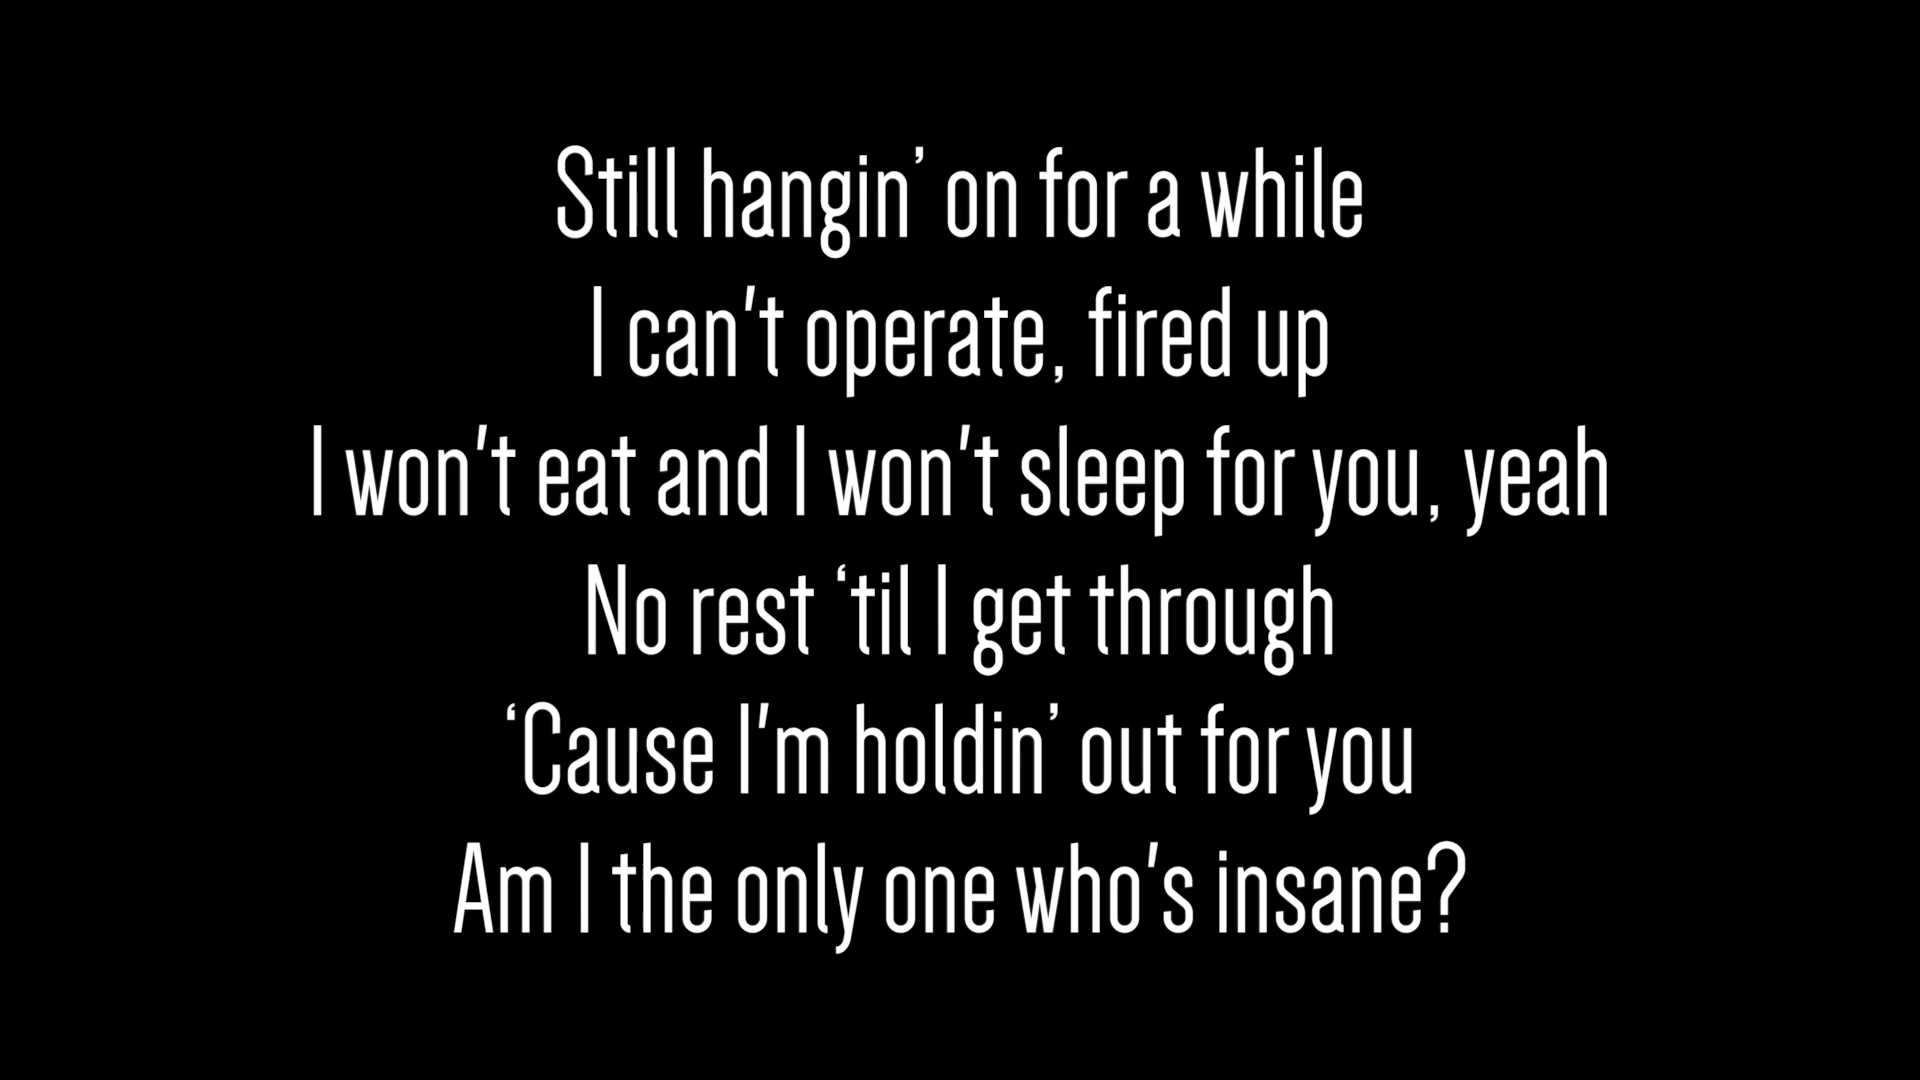 Still hangin’ on for a while
I can't operate, fired up
I won't eat and I won't sleep for you, yeah
No rest ‘til I get through
‘Cause I'm holdin’ out for you
Am I the only one who's insane?